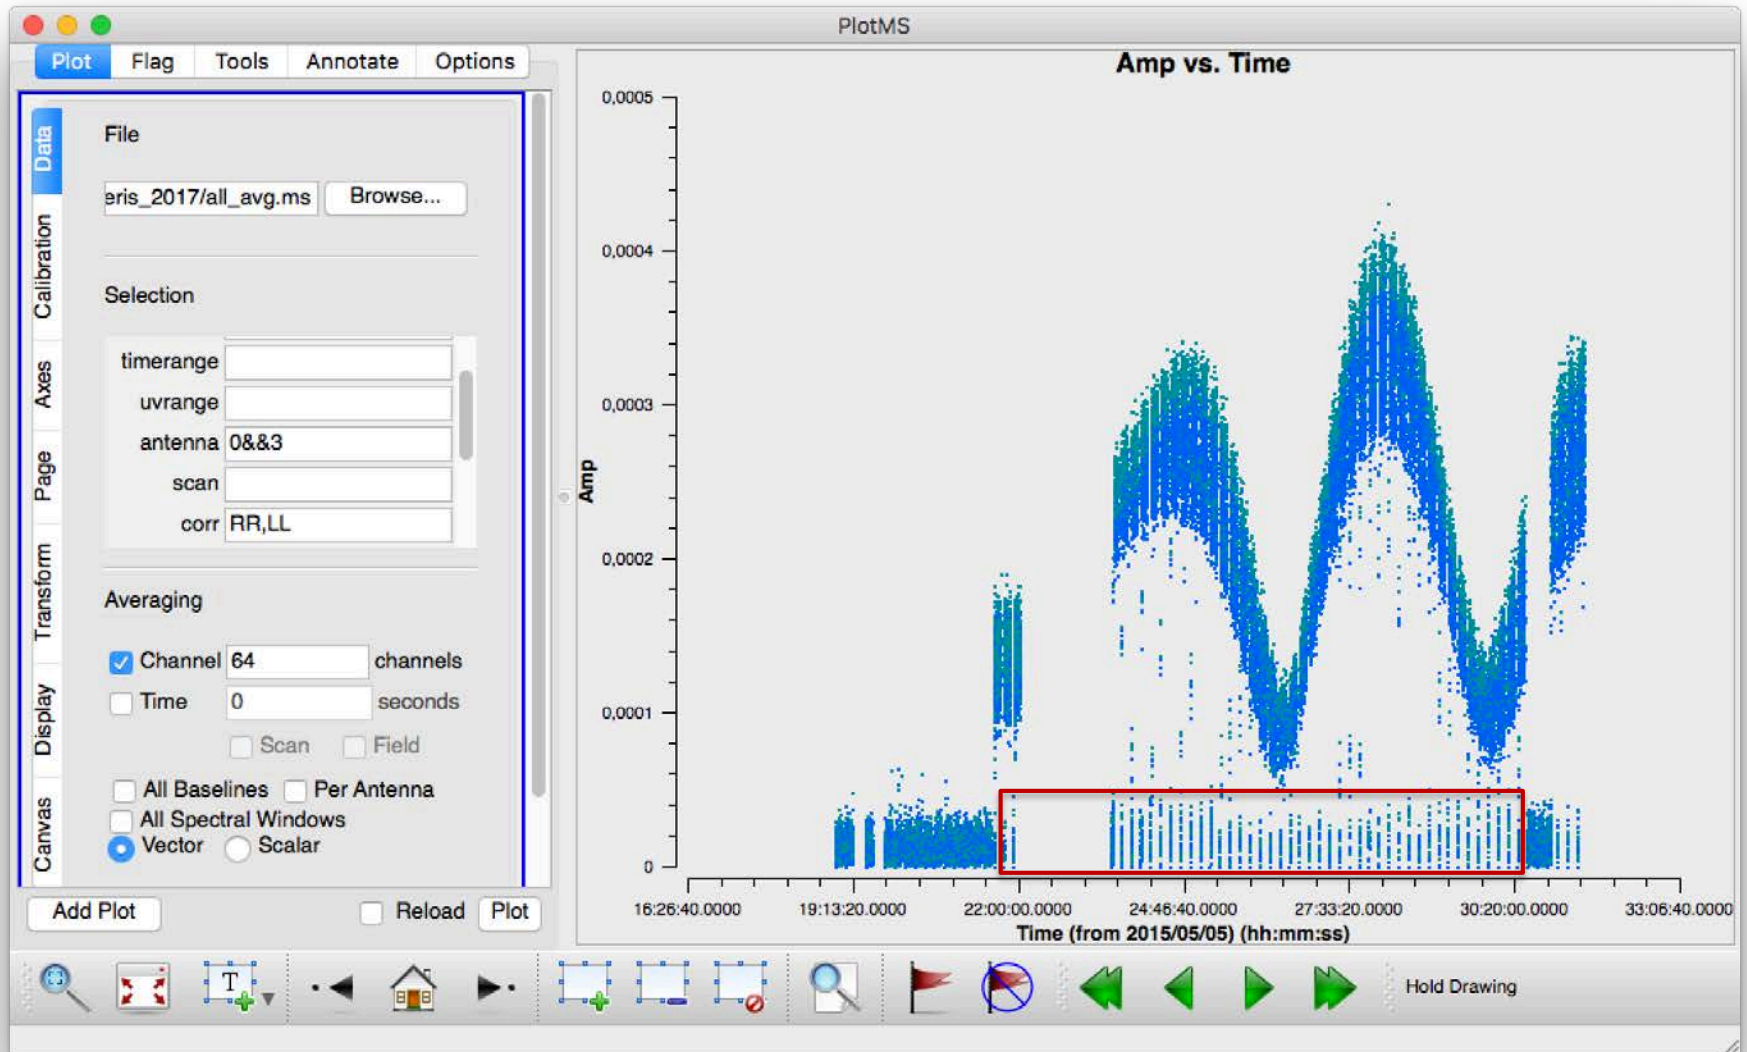 PlotMS
Plot Flag Tools Annotate Options
Data
Calibration
Axes
Page
Transform
Display
Canvas
File
eris_2017/all_avg.ms Browse...
Selection
timerange
uvrange
antenna 0&&3
scan
corr RR,LL
Averaging
Channel 64 channels
Time 0 seconds
Scan Field
All Baselines Per Antenna
All Spectral Windows
Vector Scalar
Add Plot Reload Plot
Amp vs. Time
Amp
0,0005
0,0004
0,0003
0,0002
0,0001
0
16:26:40.0000 19:13:20.0000 22:00:00.0000 24:46:40.0000 27:33:20.0000 30:20:00.0000 33:06:40.0000
Time (from 2015/05/05) (hh:mm:ss)
T
Hold Drawing